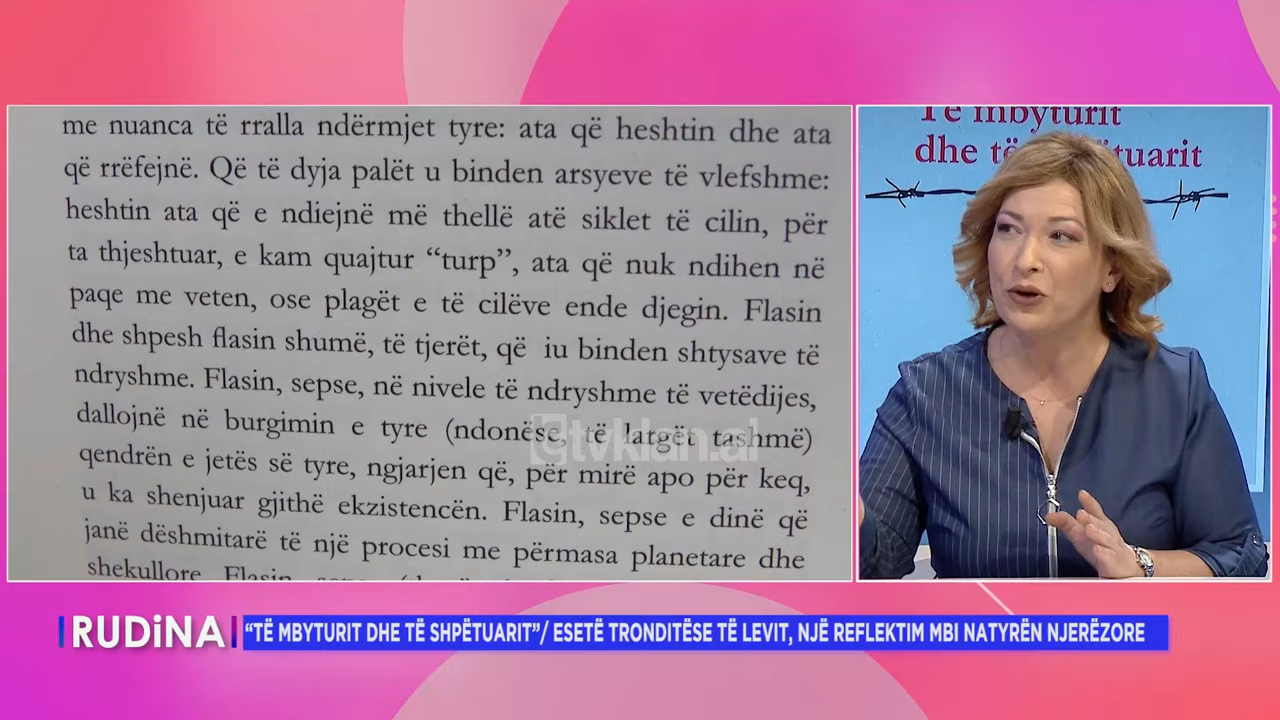 me nuanca të rralla ndërmjet tyre: ata që heshtin dhe ata
që rrëfejnë. Që të dyja palët u binden arsyeve të vlefshme:
heshtin ata që e ndiejnë më thellë atë siklet të cilin, për
ta thjeshtuar, e kam quajtur “turp”, ata që nuk ndihen në
paqe me veten, ose plagët e të cilëve ende djegin. Flasin
dhe shpesh flasin shumë, të tjerët, që iu binden shtysave të
ndryshme. Flasin, sepse, në nivele të ndryshme të vetëdijes,
dallojnë në burgimin e tyre (ndonëse, të largët tashmë)
qendrën e jetës së tyre, ngjarjen që, për mirë apo për keq,
u ka shenjuar gjithë ekzistencën. Flasin, sepse e dinë që
janë dëshmitarë të një procesi me përmasa planetare dhe
shekullore. Flasin, sepse
tvklan.al
Të mbyturit
dhe të tuarit
RUDiNA
“TË MBYTURIT DHE TË SHPËTUARIT”/ ESETË TRONDITËSE TË LEVIT, NJË REFLEKTIM MBI NATYRËN NJERËZORE